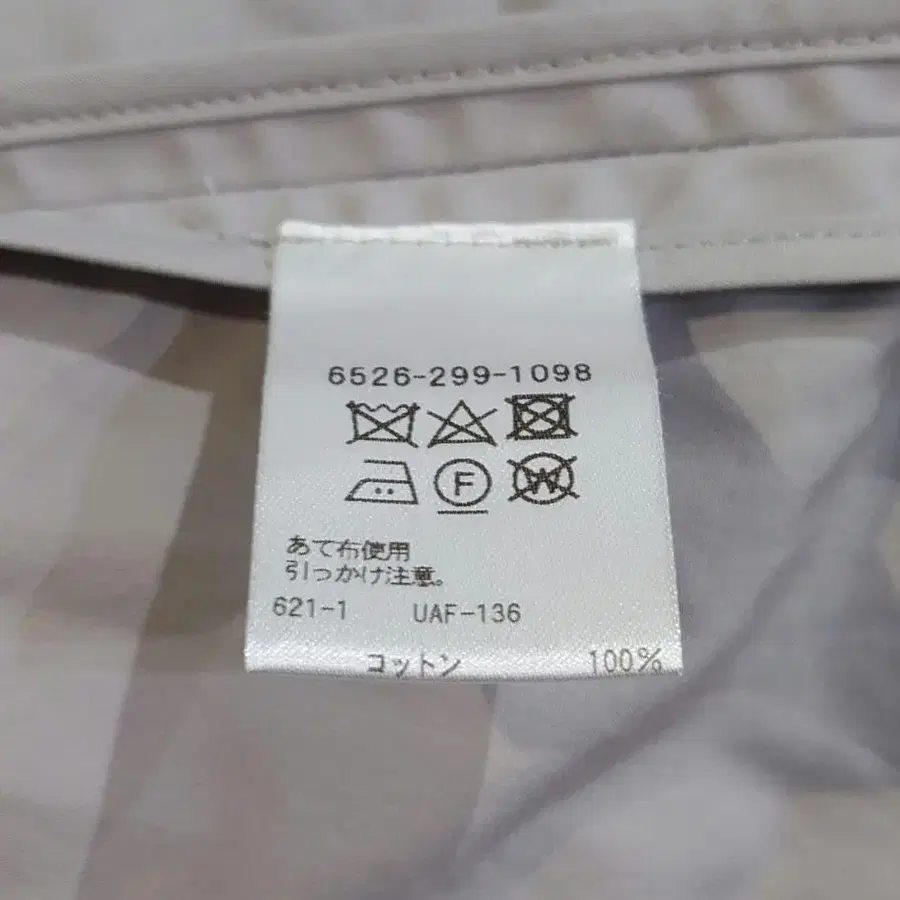 6526-299-1098
F
W
あて布使用
引っかけ注意。
621-1 UAF-136
コットン 100%